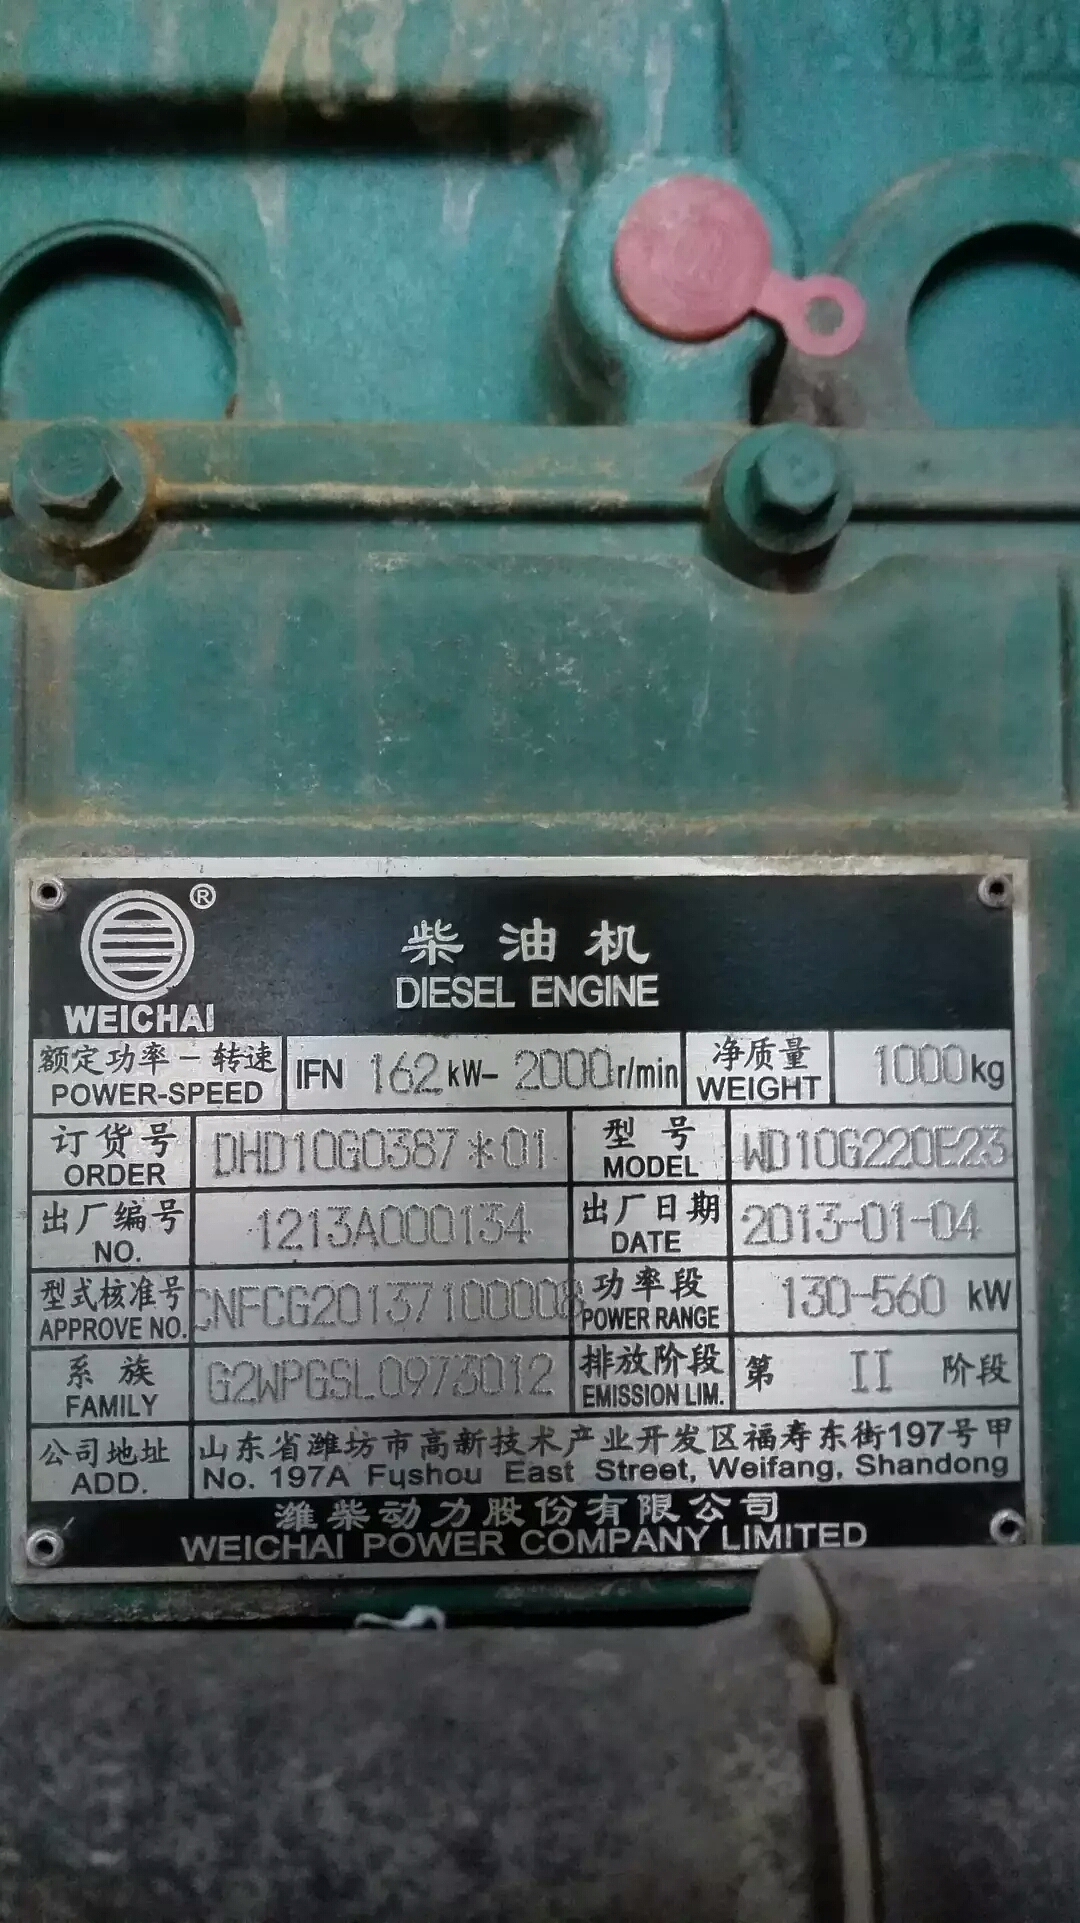 ®
WEICHAI
柴油机
DIESEL ENGINE
额定功率－转速 IFN 162 kW- 2000 r/min 净质量 1000 kg
POWER-SPEED WEIGHT
订货号 DHD10G0387*01 型号 WD10G220E23
ORDER MODEL
出厂编号 1213A000134 出厂日期 2013-01-04
NO. DATE
型式核准号 CNFCG20137100008 功率段 130-560 kW
APPROVE NO. POWER RANGE
系族 G2WPGSL0973012 排放阶段 第 II 阶段
FAMILY EMISSION LIM.
公司地址 山东省潍坊市高新技术产业开发区福寿东街197号甲
ADD. No. 197A Fushou East Street, Weifang, Shandong
潍柴动力股份有限公司
WEICHAI POWER COMPANY LIMITED